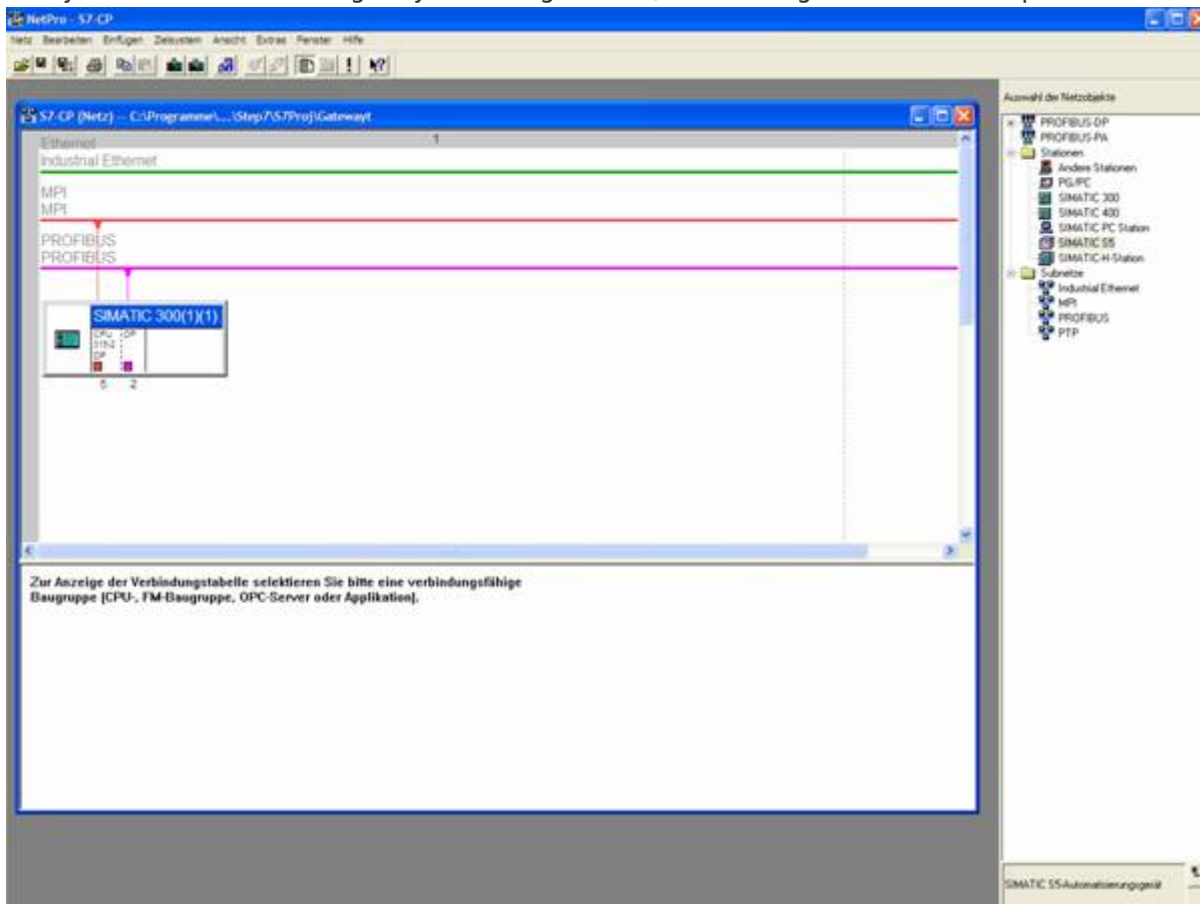 NetPro - S7-CP
Netz Bearbeiten Einfügen Zielsystem Ansicht Extras Fenster Hilfe
S7-CP (Netz) -- C:\Programme\...\Step7\S7Proj\Gatewayt
Ethernet
1
Industrial Ethernet
MPI
MPI
PROFIBUS
PROFIBUS
SIMATIC 300(1)(1)
CPU DP
DP
2
Zur Anzeige der Verbindungstabelle selektieren Sie bitte eine verbindungsfähige
Baugruppe (CPU-, FM-Baugruppe, OPC-Server oder Applikation).
Auswahl der Netzobjekte
PROFIBUS-DP
PROFIBUS-PA
Stationen
Andere Stationen
PG/PC
SIMATIC 300
SIMATIC 400
SIMATIC PC Station
SIMATIC S5
SIMATIC-H-Station
Subnetze
Industrial Ethernet
MPI
PROFIBUS
PTP
SIMATIC S5 Automatisierungsgerät